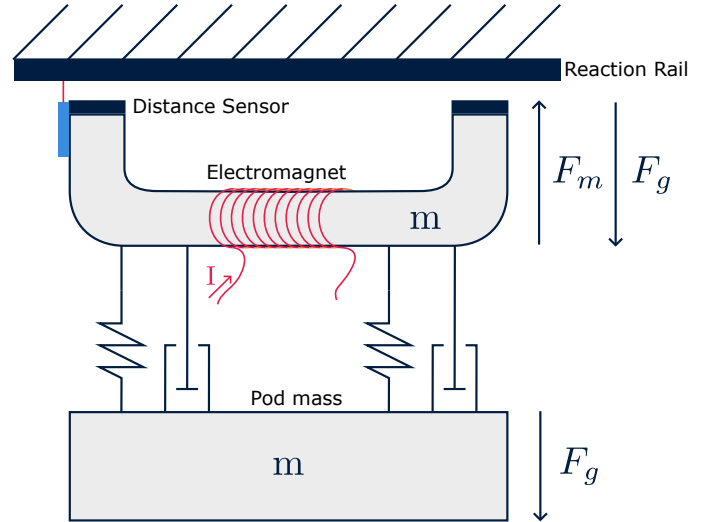 Reaction Rail
Distance Sensor
Electromagnet
F_m
F_g
m
I
Pod mass
m
F_g